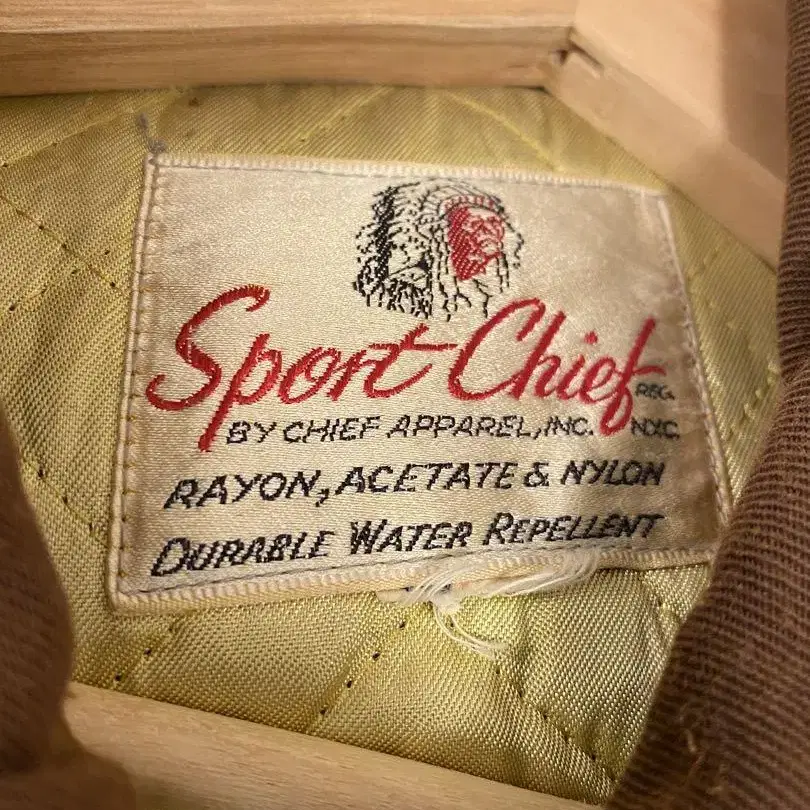 Sport Chief REG.
BY CHIEF APPAREL, INC. N.Y.C.
RAYON, ACETATE & NYLON
DURABLE WATER REPELLENT